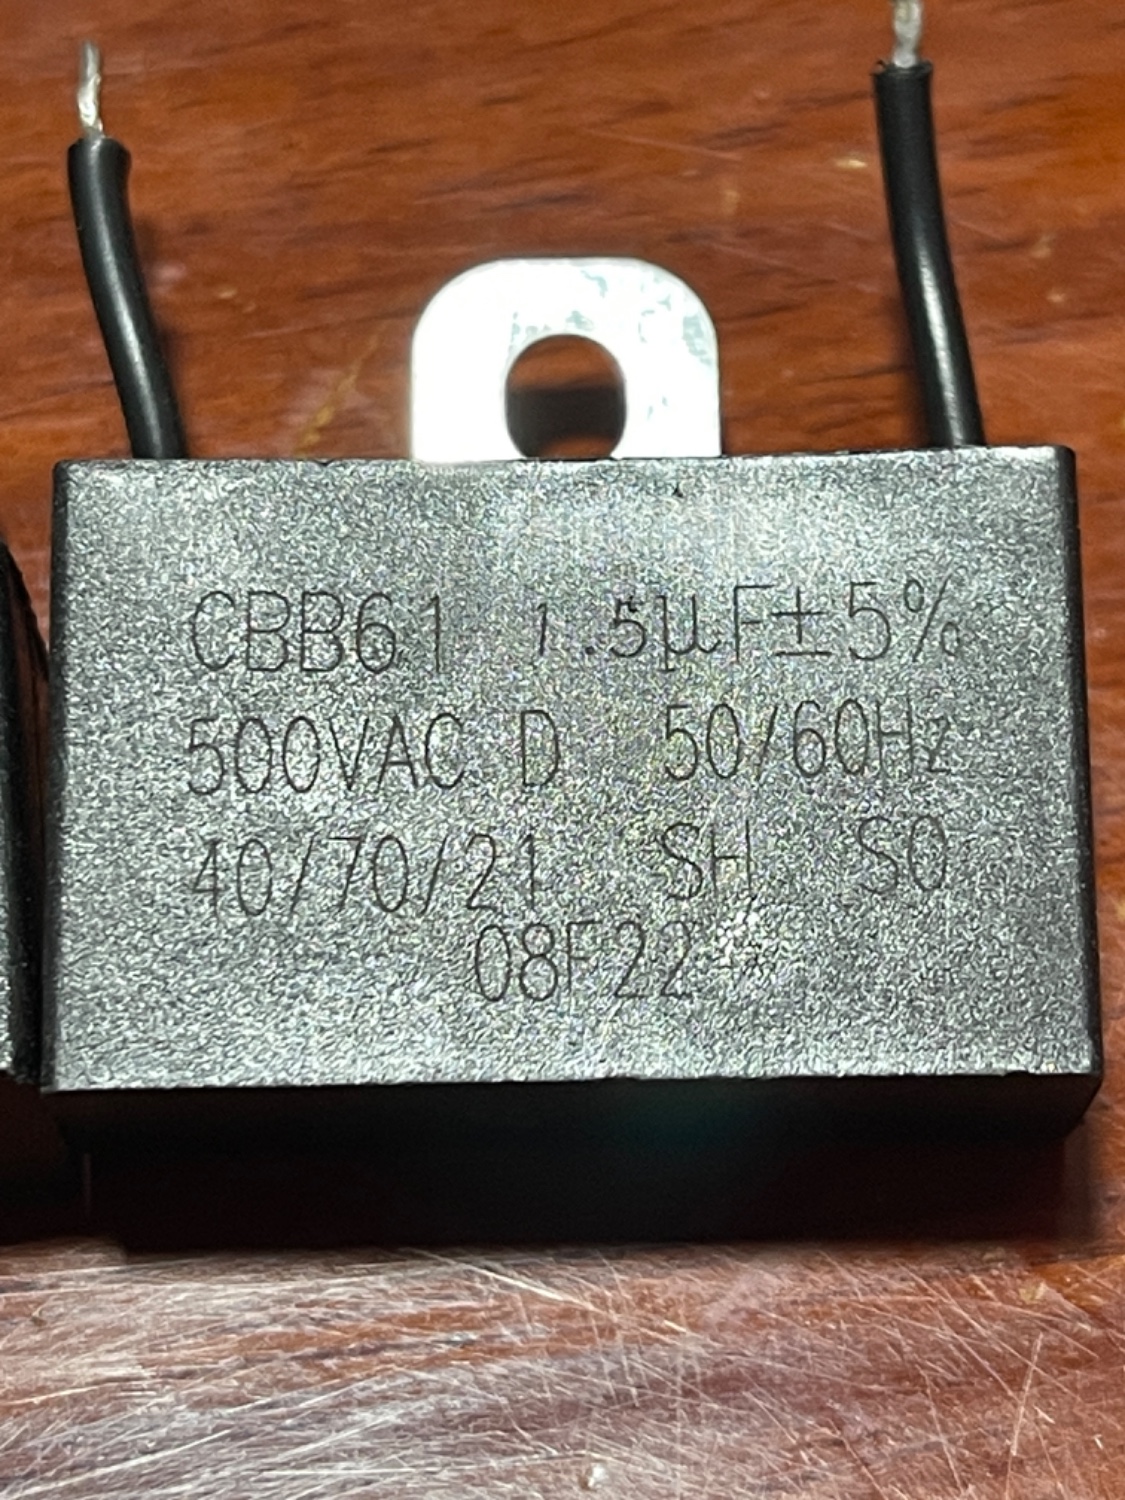 CBB61 1.5μF±5%
500VAC D 50/60Hz
40/70/21 SH S0
08F22